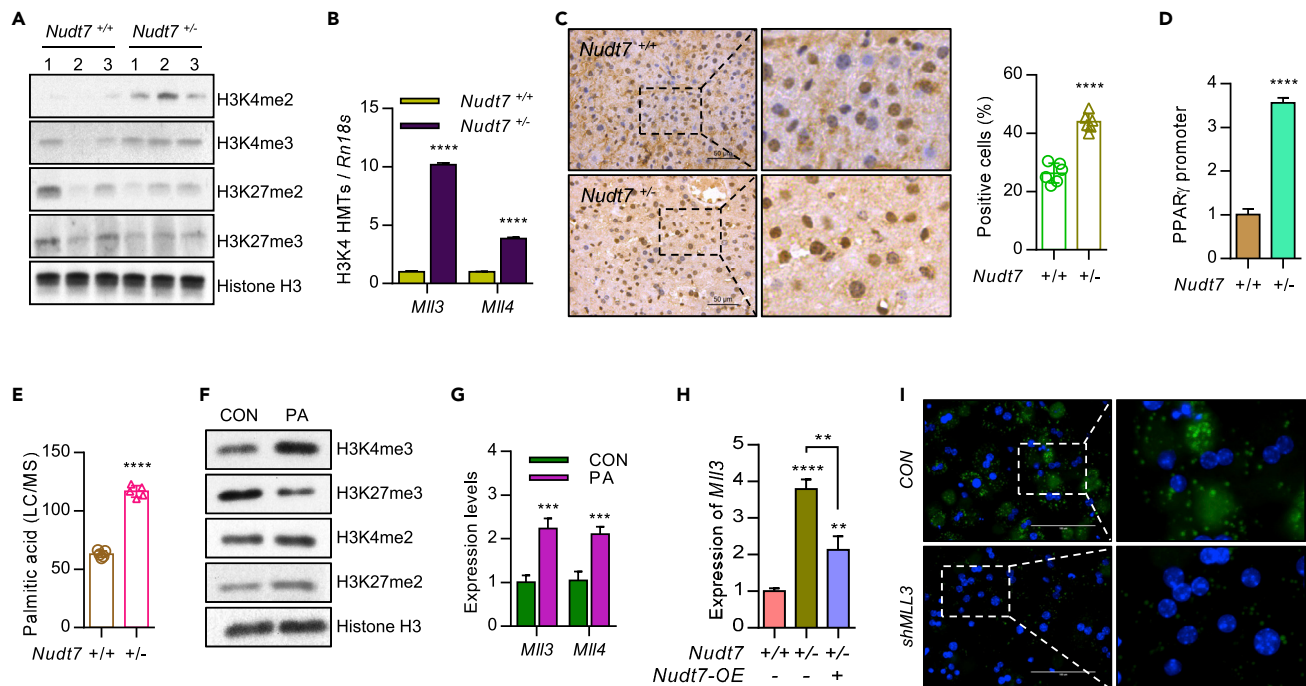 A
Nudt7 +/+ Nudt7 +/-
1 2 3 1 2 3
H3K4me2
H3K4me3
H3K27me2
H3K27me3
Histone H3
B
H3K4 HMTs / Rn18s
15
10
5
0
Nudt7 +/+
Nudt7 +/-
****
****
Mll3 Mll4
C
Nudt7 +/+
60 µm
Nudt7 +/-
50 µm
Positive cells (%)
60
40
20
0
****
Nudt7 +/+ +/-
D
PPARγ promoter
4
3
2
1
0
****
Nudt7 +/+ +/-
E
Palmitic acid (LC/MS)
150
100
50
0
****
Nudt7 +/+ +/-
F
CON PA
H3K4me3
H3K27me3
H3K4me2
H3K27me2
Histone H3
G
Expression levels
4
3
2
1
0
CON
PA
***
***
Mll3 Mll4
H
Expression of Mll3
5
4
3
2
1
0
**
****
**
Nudt7 +/+ +/- +/-
Nudt7-OE - - +
I
CON
shMLL3